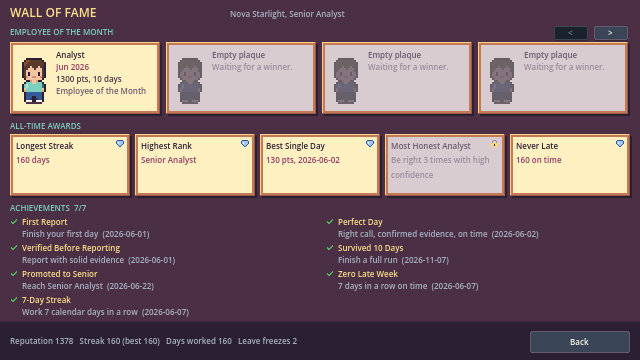 WALL OF FAME
Nova Starlight, Senior Analyst
EMPLOYEE OF THE MONTH
<
>
Analyst
Jun 2026
1300 pts, 10 days
Employee of the Month
Empty plaque
Waiting for a winner.
Empty plaque
Waiting for a winner.
Empty plaque
Waiting for a winner.
ALL-TIME AWARDS
Longest Streak
160 days
Highest Rank
Senior Analyst
Best Single Day
130 pts, 2026-06-02
Most Honest Analyst
Be right 3 times with high
confidence
Never Late
160 on time
ACHIEVEMENTS 7/7
First Report
Finish your first day (2026-06-01)
Perfect Day
Right call, confirmed evidence, on time (2026-06-02)
Verified Before Reporting
Report with solid evidence (2026-06-01)
Survived 10 Days
Finish a full run (2026-11-07)
Promoted to Senior
Reach Senior Analyst (2026-06-22)
Zero Late Week
7 days in a row on time (2026-06-07)
7-Day Streak
Work 7 calendar days in a row (2026-06-07)
Reputation 1378 Streak 160 (best 160) Days worked 160 Leave freezes 2
Back